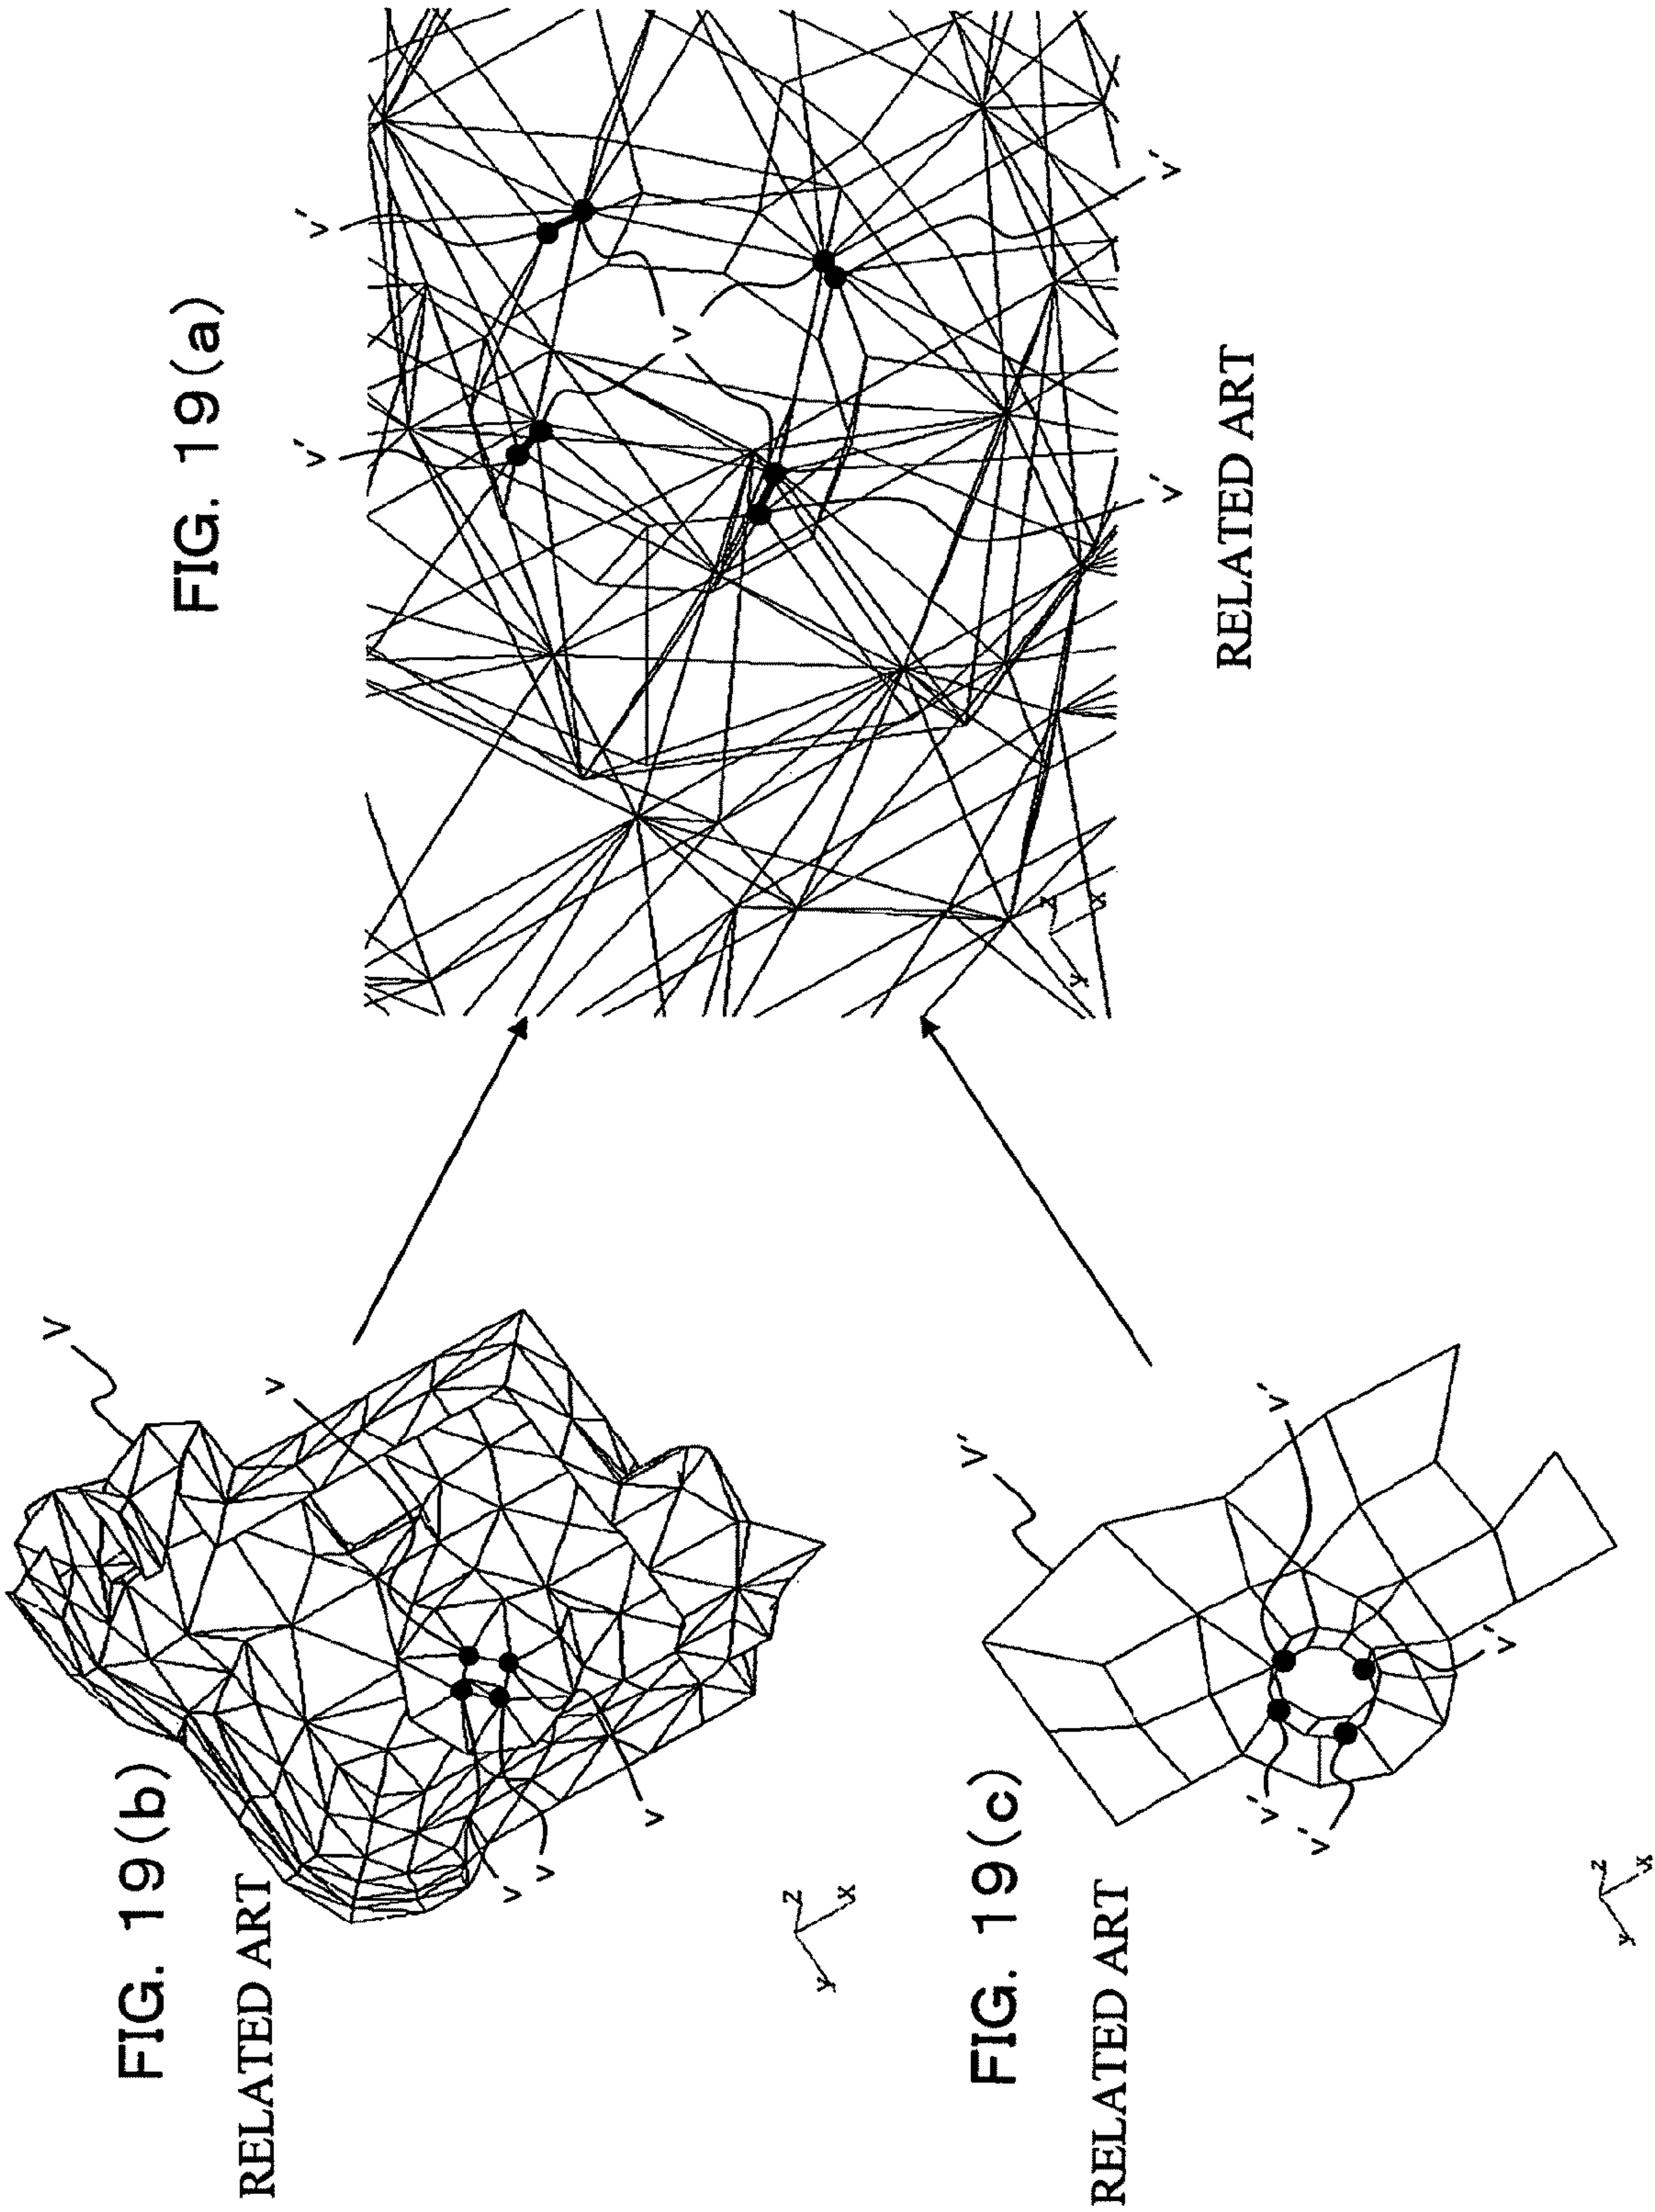 FIG. 19(a)
v′
v′
v
v′
v′
z
x
y
RELATED ART
FIG. 19(b)
RELATED ART
V
v
v
v
v
z
x
y
FIG. 19(c)
RELATED ART
V′
v′
v′
v′
v′
z
x
y